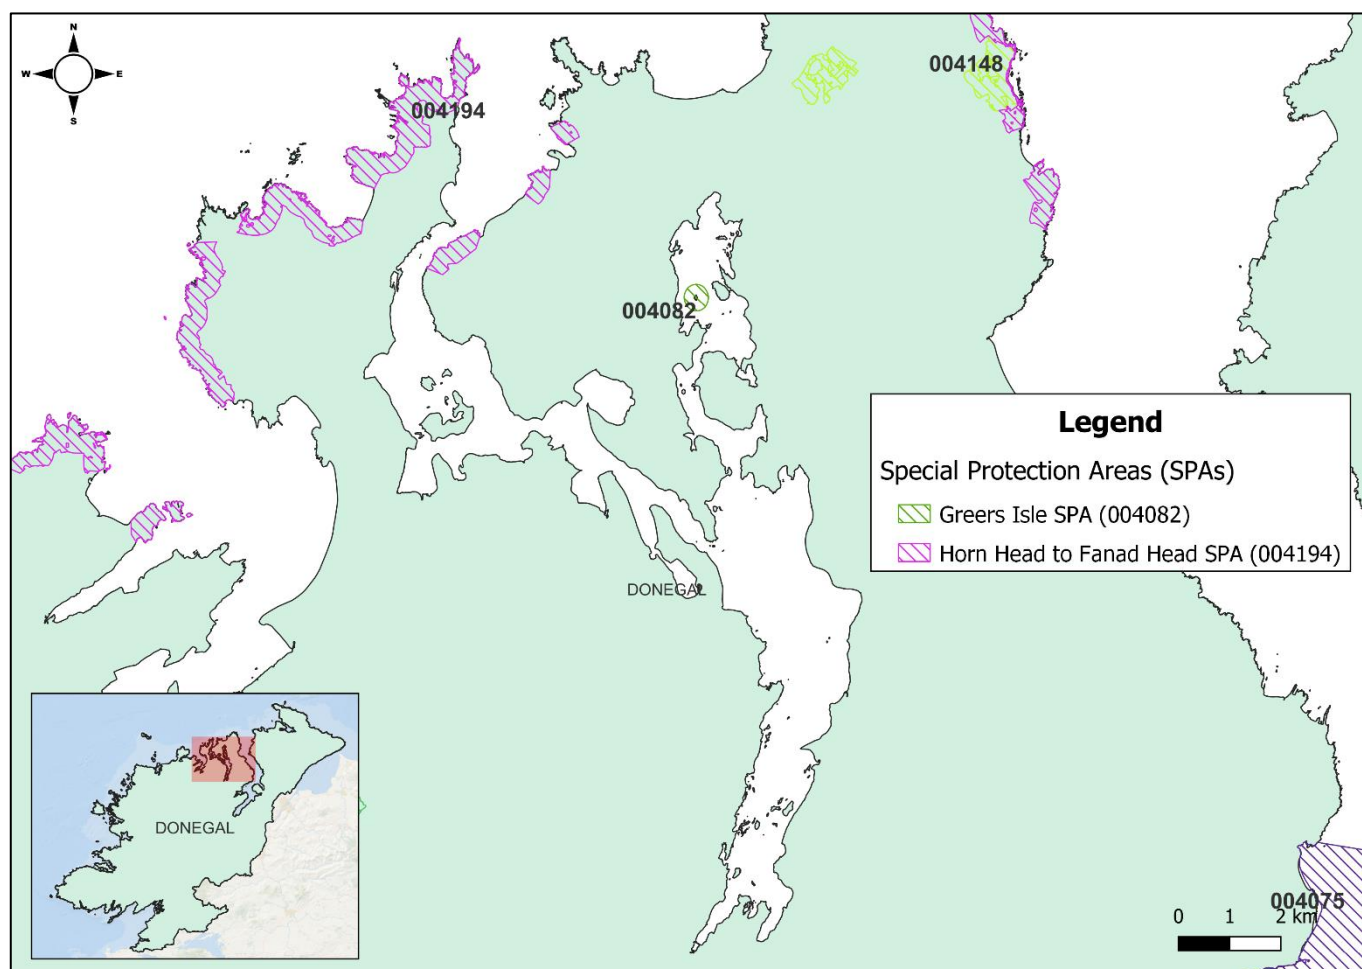 N
W
E
S
004194
004148
004082
Legend
Special Protection Areas (SPAs)
Greers Isle SPA (004082)
Horn Head to Fanad Head SPA (004194)
DONEGAL
DONEGAL
004075
0 1 2 km